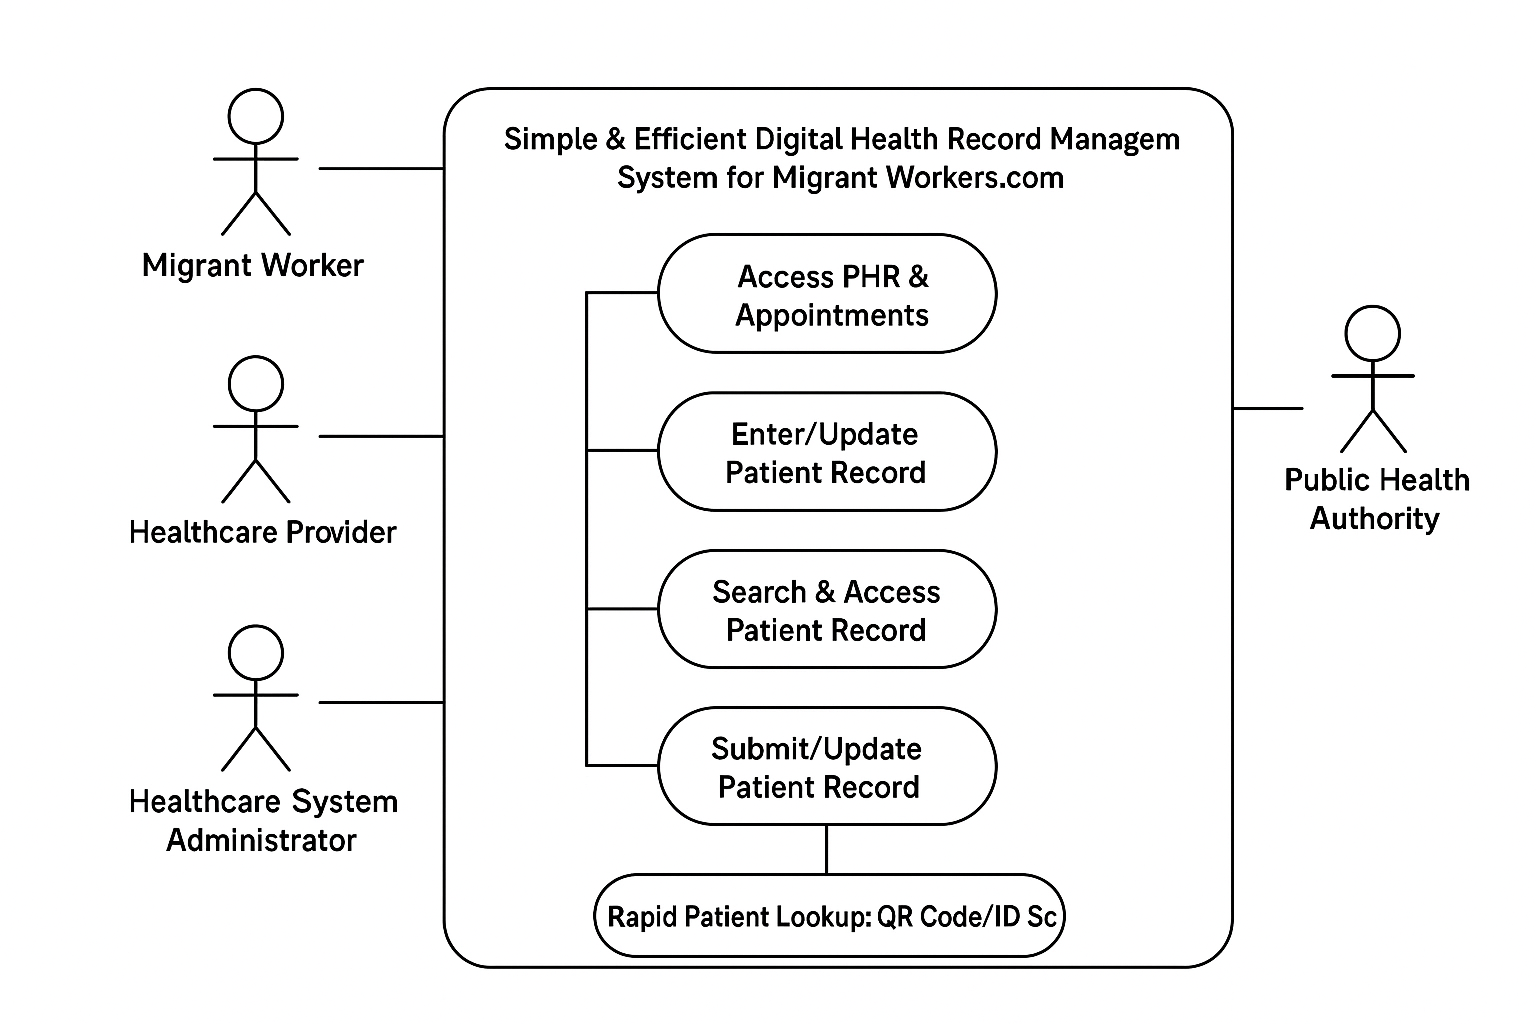 Simple & Efficient Digital Health Record Managem
System for Migrant Workers.com
Migrant Worker
Access PHR &
Appointments
Enter/Update
Patient Record
Healthcare Provider
Public Health
Authority
Search & Access
Patient Record
Submit/Update
Patient Record
Healthcare System
Administrator
Rapid Patient Lookup: QR Code/ID Sc